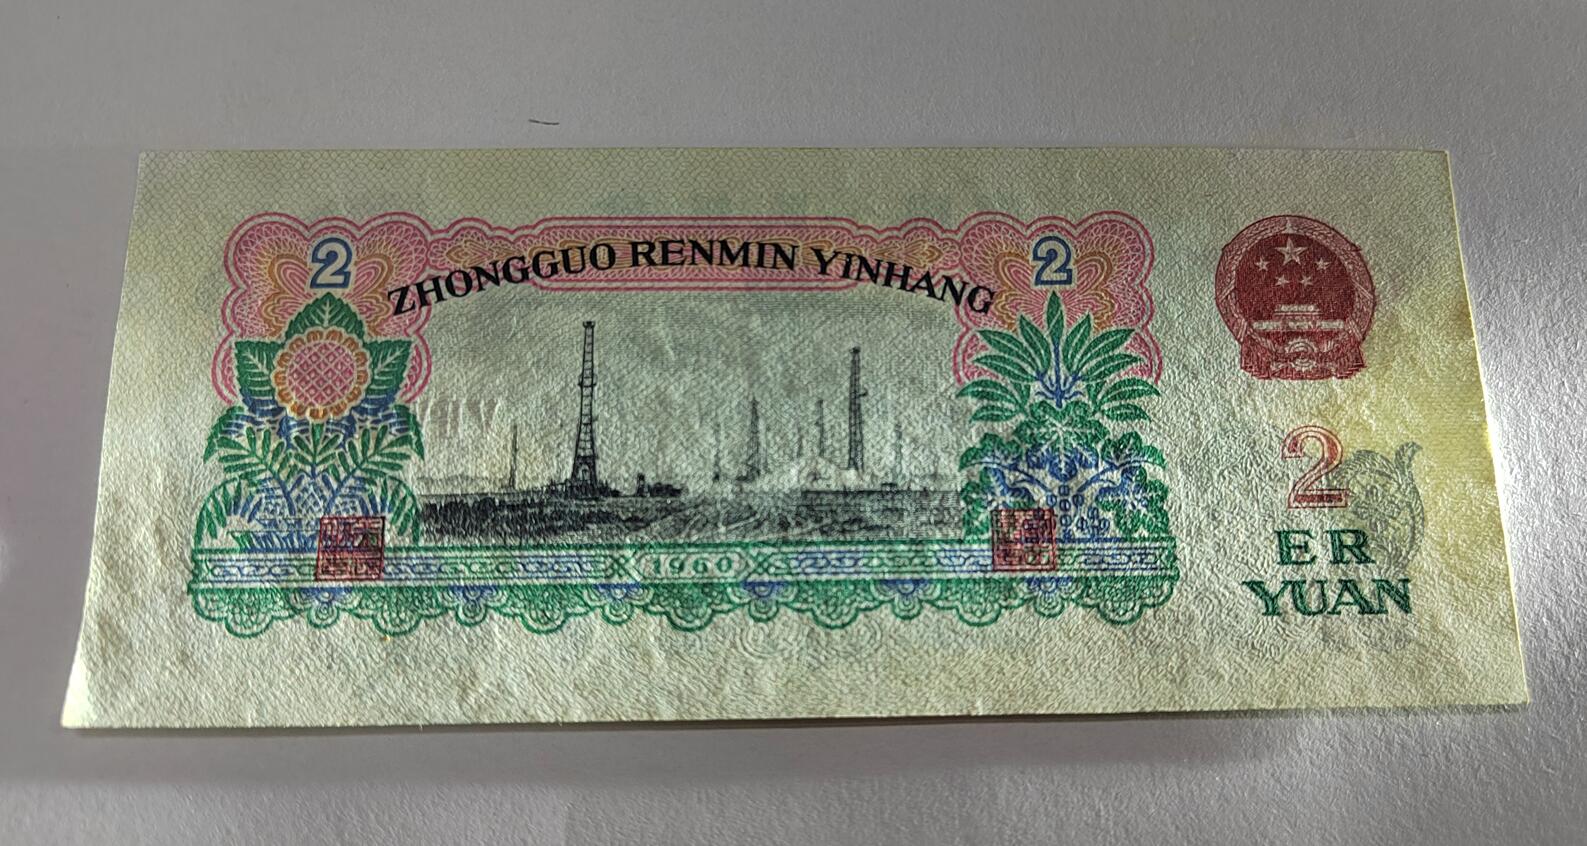 2 2
ZHONGGUO RENMIN YINHANG
1960
2
ER
YUAN